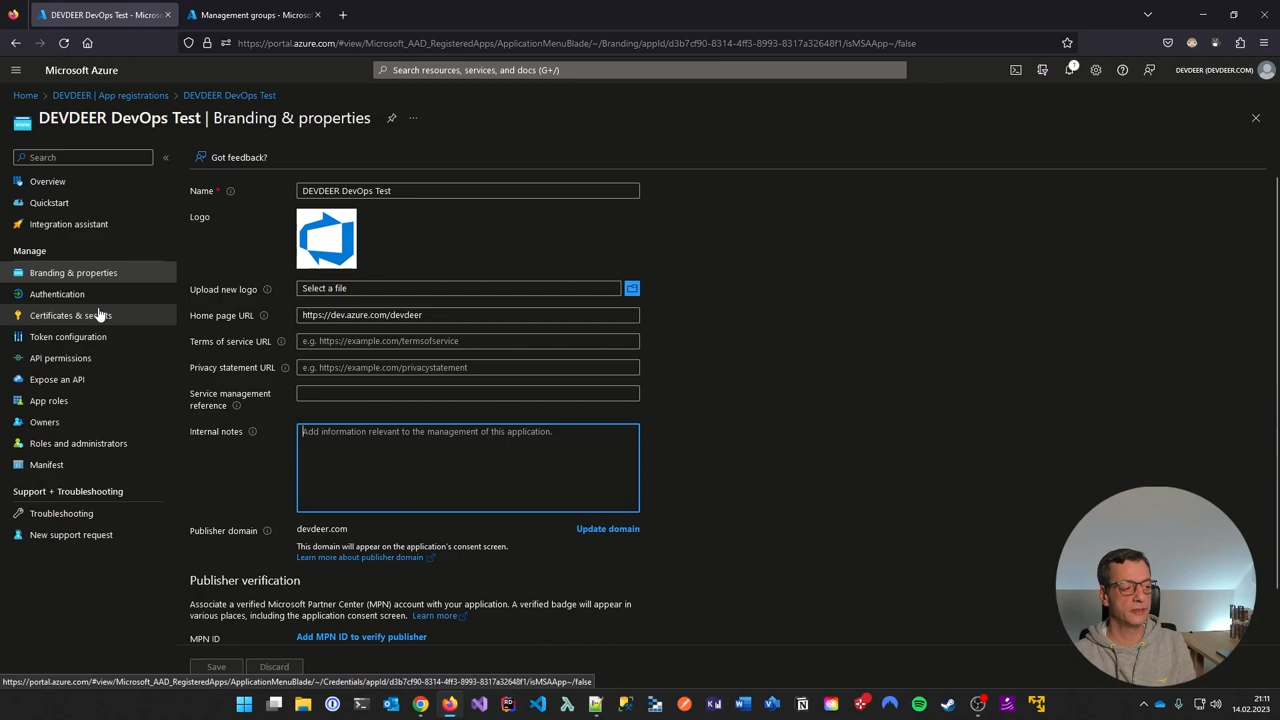 DEVDEER DevOps Test - Microso
Management groups - Microsof
https://portal.azure.com/#view/Microsoft_AAD_RegisteredApps/ApplicationMenuBlade/~/Branding/appId/d3b7cf90-8314-4ff3-8993-8317a32648f1/isMSAApp~/false
Microsoft Azure
Search resources, services, and docs (G+/)
1
DEVDEER (DEVDEER.COM)
Home
DEVDEER | App registrations
DEVDEER DevOps Test
DEVDEER DevOps Test | Branding & properties
Search
Got feedback?
Overview
Quickstart
Integration assistant
Manage
Branding & properties
Authentication
Certificates & secrets
Token configuration
API permissions
Expose an API
App roles
Owners
Roles and administrators
Manifest
Support + Troubleshooting
Troubleshooting
New support request
Name *
DEVDEER DevOps Test
Logo
Upload new logo
Select a file
Home page URL
https://dev.azure.com/devdeer
Terms of service URL
e.g. https://example.com/termsofservice
Privacy statement URL
e.g. https://example.com/privacystatement
Service management
reference
Internal notes
Add information relevant to the management of this application.
Publisher domain
devdeer.com
Update domain
This domain will appear on the application's consent screen.
Learn more about publisher domain
Publisher verification
Associate a verified Microsoft Partner Center (MPN) account with your application. A verified badge will appear in
various places, including the application consent screen. Learn more
MPN ID
Add MPN ID to verify publisher
Save
Discard
https://portal.azure.com/#view/Microsoft_AAD_RegisteredApps/ApplicationMenuBlade/~/Credentials/appId/d3b7cf90-8314-4ff3-8993-8317a32648f1/isMSAApp~/false
21:11
14.02.2023